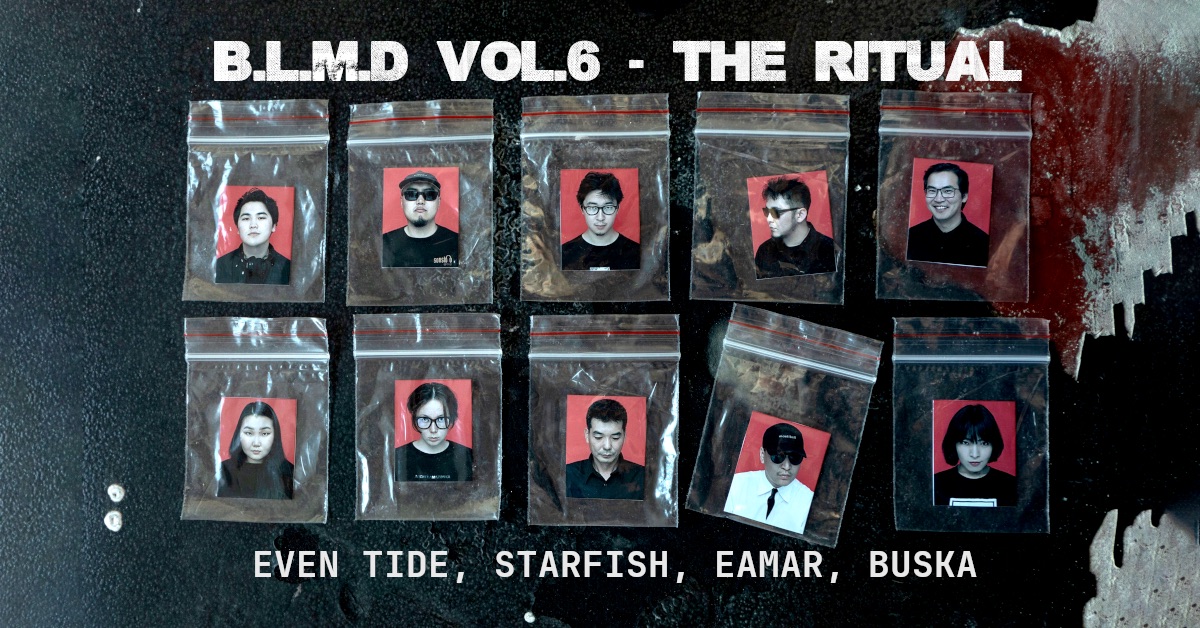 B.L.M.D VOL.6 - THE RITUAL
EVEN TIDE, STARFISH, EAMAR, BUSKA